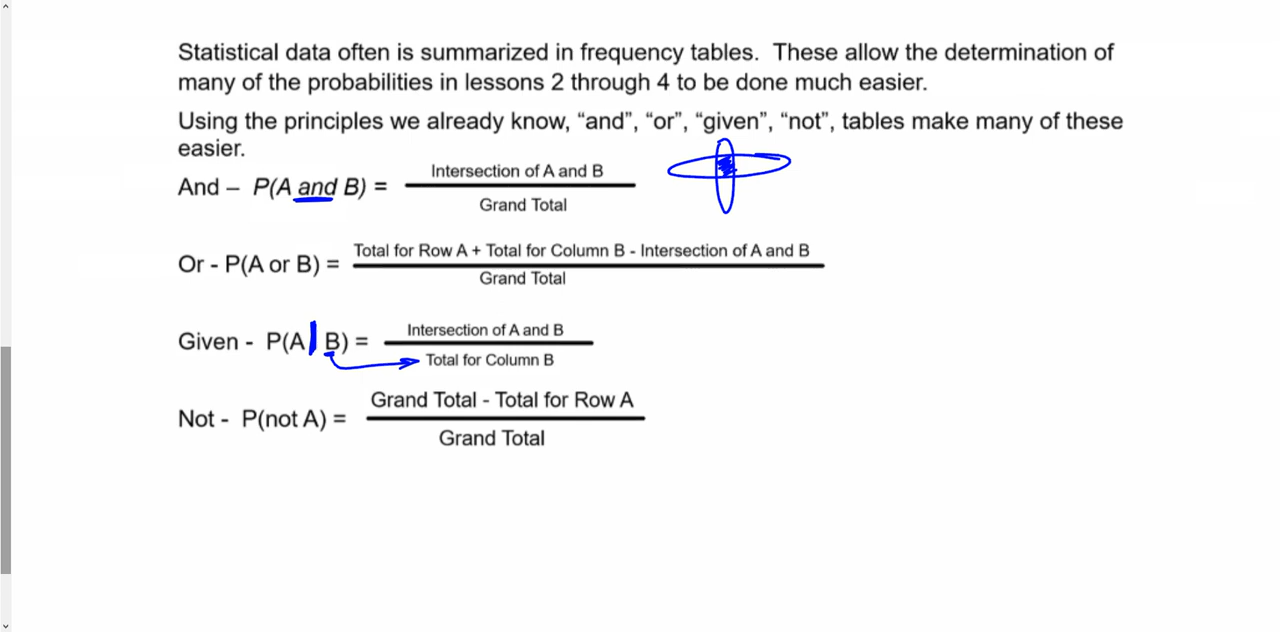 Statistical data often is summarized in frequency tables. These allow the determination of
many of the probabilities in lessons 2 through 4 to be done much easier.
Using the principles we already know, “and”, “or”, “given”, “not”, tables make many of these
easier.
And – P(A and B) = Intersection of A and B
Grand Total
Or - P(A or B) = Total for Row A + Total for Column B - Intersection of A and B
Grand Total
Given - P(A | B) = Intersection of A and B
Total for Column B
Not - P(not A) = Grand Total - Total for Row A
Grand Total